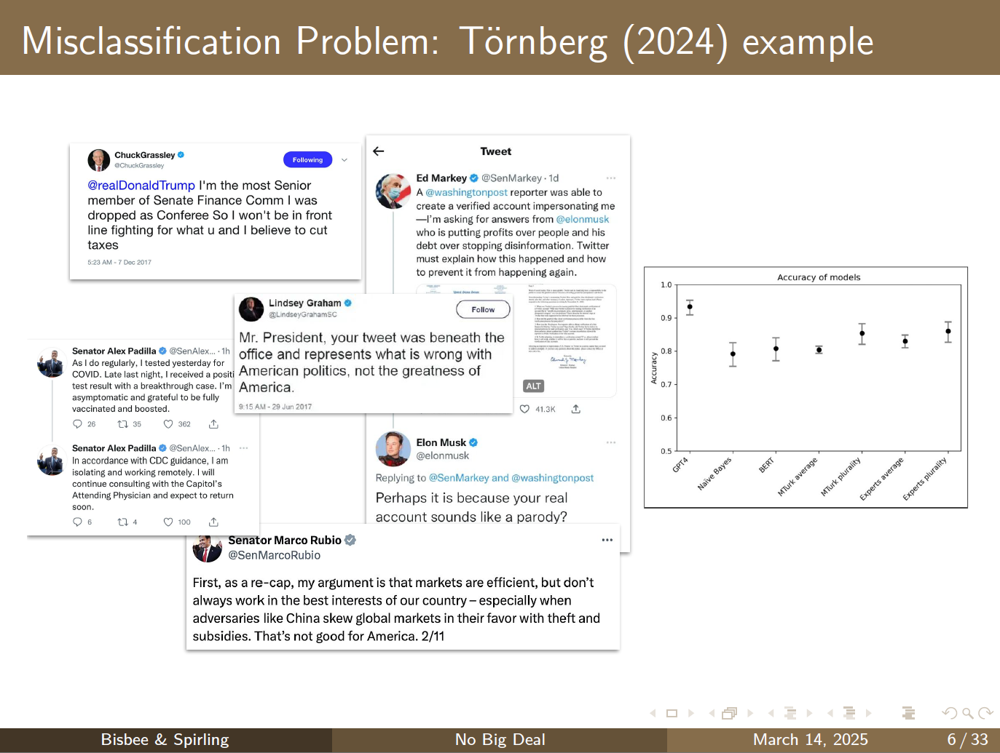 Misclassification Problem: Törnberg (2024) example
ChuckGrassley
@ChuckGrassley
Following
@realDonaldTrump I'm the most Senior
member of Senate Finance Comm I was
dropped as Conferee So I won't be in front
line fighting for what u and I believe to cut
taxes
5:23 AM - 7 Dec 2017
Tweet
Ed Markey @SenMarkey · 1d
A @washingtonpost reporter was able to
create a verified account impersonating me
—I'm asking for answers from @elonmusk
who is putting profits over people and his
debt over stopping disinformation. Twitter
must explain how this happened and how
to prevent it from happening again.
ALT
41.3K
Lindsey Graham
@LindseyGrahamSC
Follow
Mr. President, your tweet was beneath the
office and represents what is wrong with
American politics, not the greatness of
America.
9:15 AM - 29 Jun 2017
Senator Alex Padilla @SenAlex... · 1h
As I do regularly, I tested yesterday for
COVID. Late last night, I received a positi
test result with a breakthrough case. I'm
asymptomatic and grateful to be fully
vaccinated and boosted.
26 35 362
Senator Alex Padilla @SenAlex... · 1h
In accordance with CDC guidance, I am
isolating and working remotely. I will
continue consulting with the Capitol's
Attending Physician and expect to return
soon.
6 4 100
Elon Musk
@elonmusk
Replying to @SenMarkey and @washingtonpost
Perhaps it is because your real
account sounds like a parody?
Senator Marco Rubio
@SenMarcoRubio
First, as a re-cap, my argument is that markets are efficient, but don't
always work in the best interests of our country – especially when
adversaries like China skew global markets in their favor with theft and
subsidies. That's not good for America. 2/11
Accuracy of models
Accuracy
1.0
0.9
0.8
0.7
0.6
0.5
GPT4
Naive Bayes
BERT
MTurk average
MTurk plurality
Experts average
Experts plurality
Bisbee & Spirling
No Big Deal
March 14, 2025
6 / 33